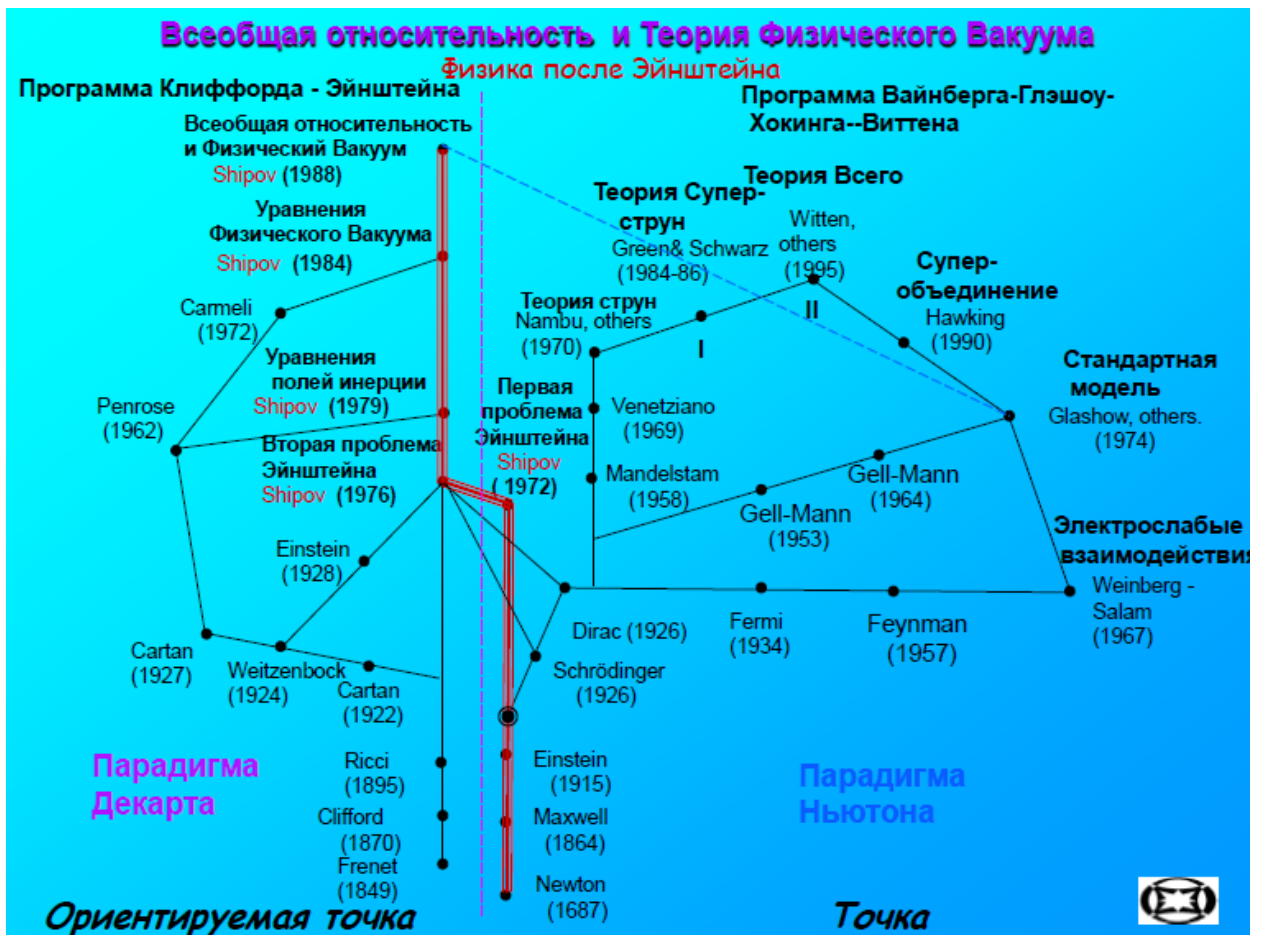 Всеобщая относительность и Теория Физического Вакуума
Физика после Эйнштейна
Программа Клиффорда - Эйнштейна
Программа Вайнберга-Глэшоу-
Хокинга--Виттена
Всеобщая относительность
и Физический Вакуум
Shipov (1988)
Уравнения
Физического Вакуума
Shipov (1984)
Carmeli
(1972)
Уравнения
полей инерции
Shipov (1979)
Penrose
(1962)
Вторая проблема
Эйнштейна
Shipov (1976)
Einstein
(1928)
Cartan
(1927)
Weitzenbock
(1924)
Cartan
(1922)
Ricci
(1895)
Clifford
(1870)
Frenet
(1849)
Парадигма
Декарта
Ориентируемая точка
Теория Всего
Witten,
others
(1995)
Теория Супер-
струн
Green& Schwarz
(1984-86)
Супер-
объединение
Hawking
(1990)
Теория струн
Nambu, others
(1970)
I
II
Стандартная
модель
Glashow, others.
(1974)
Первая
проблема
Эйнштейна
Shipov
( 1972)
Venetziano
(1969)
Mandelstam
(1958)
Gell-Mann
(1964)
Gell-Mann
(1953)
Электрослабые
взаимодействия
Weinberg -
Salam
(1967)
Dirac (1926)
Fermi
(1934)
Feynman
(1957)
Schrödinger
(1926)
Einstein
(1915)
Maxwell
(1864)
Newton
(1687)
Парадигма
Ньютона
Точка